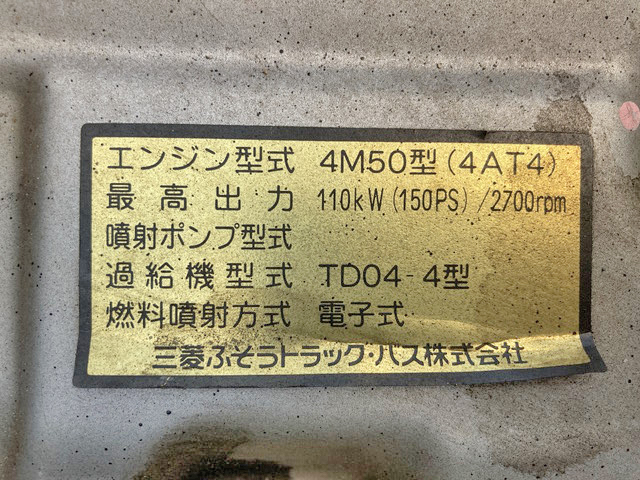 エンジン型式 4M50型(4AT4)
最高出力 110kW(150PS)/2700rpm
噴射ポンプ型式
過給機型式 TD04-4型
燃料噴射方式 電子式
三菱ふそうトラック・バス株式会社